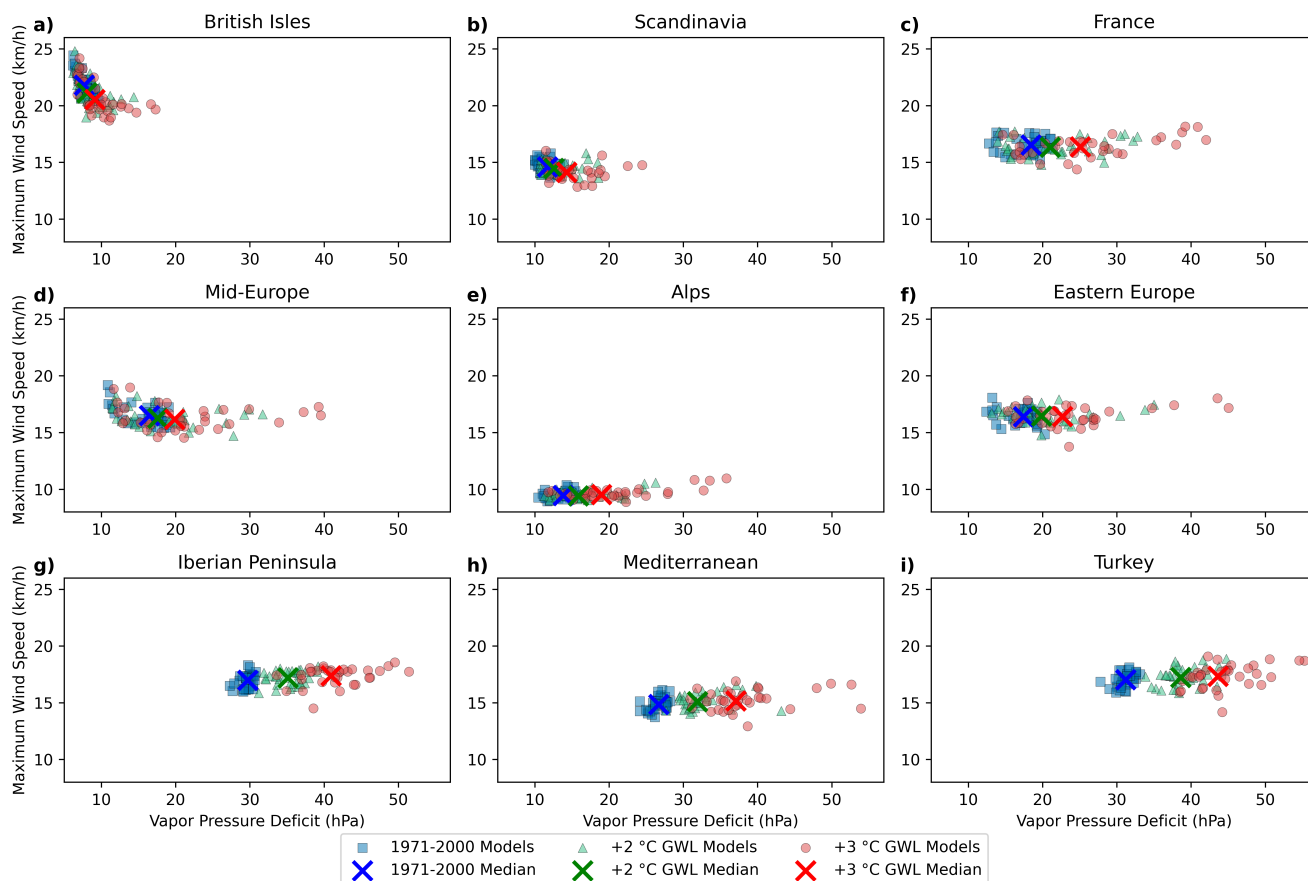 a) British Isles
b) Scandinavia
c) France
Maximum Wind Speed (km/h)
25
20
15
10
10 20 30 40 50
25
20
15
10
10 20 30 40 50
25
20
15
10
10 20 30 40 50
d) Mid-Europe
e) Alps
f) Eastern Europe
Maximum Wind Speed (km/h)
25
20
15
10
10 20 30 40 50
25
20
15
10
10 20 30 40 50
25
20
15
10
10 20 30 40 50
g) Iberian Peninsula
h) Mediterranean
i) Turkey
Maximum Wind Speed (km/h)
25
20
15
10
10 20 30 40 50
Vapor Pressure Deficit (hPa)
25
20
15
10
10 20 30 40 50
Vapor Pressure Deficit (hPa)
25
20
15
10
10 20 30 40 50
Vapor Pressure Deficit (hPa)
1971-2000 Models
+2 °C GWL Models
+3 °C GWL Models
1971-2000 Median
+2 °C GWL Median
+3 °C GWL Median